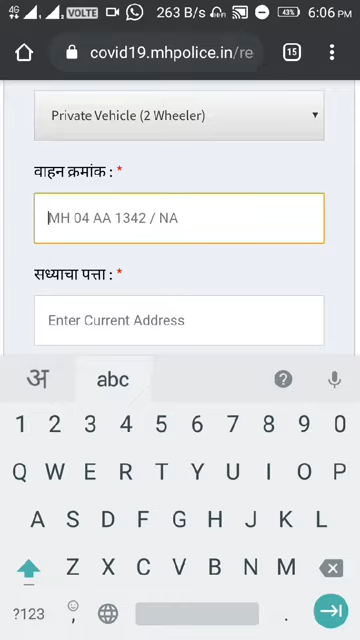 4G VOLTE 263 B/s 43% 6:06 PM
covid19.mhpolice.in/re 15
Private Vehicle (2 Wheeler)
वाहन क्रमांक : *
MH 04 AA 1342 / NA
सध्याचा पत्ता : *
Enter Current Address
अ abc ?
1 2 3 4 5 6 7 8 9 0
Q W E R T Y U I O P
A S D F G H J K L
Z X C V B N M
?123 , .